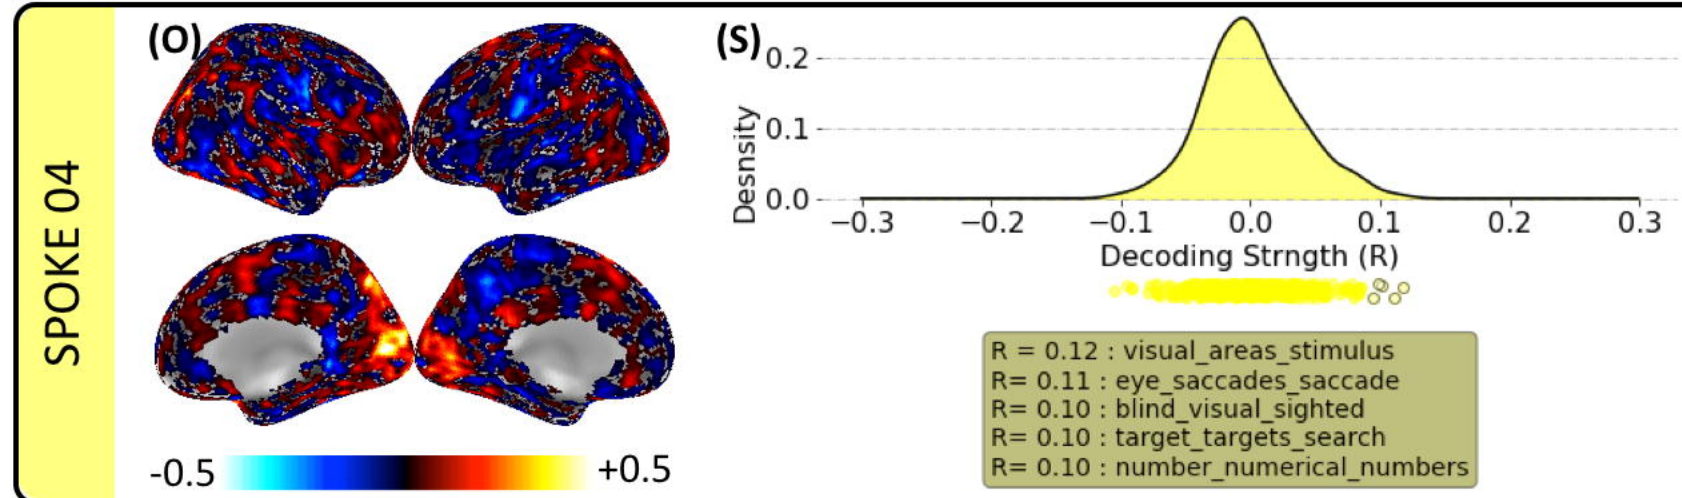 SPOKE 04
(O)
-0.5
+0.5
(S)
Desnsity
0.2
0.1
0.0
−0.3
−0.2
−0.1
0.0
0.1
0.2
0.3
Decoding Strngth (R)
R = 0.12 : visual_areas_stimulus
R= 0.11 : eye_saccades_saccade
R= 0.10 : blind_visual_sighted
R= 0.10 : target_targets_search
R= 0.10 : number_numerical_numbers